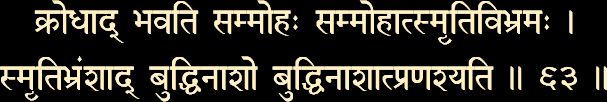 क्रोधाद् भवति सम्मोहः सम्मोहात्स्मृतिविभ्रमः ।
स्मृतिभ्रंशाद् बुद्धिनाशो बुद्धिनाशात्प्रणश्यति ॥ ६३ ॥